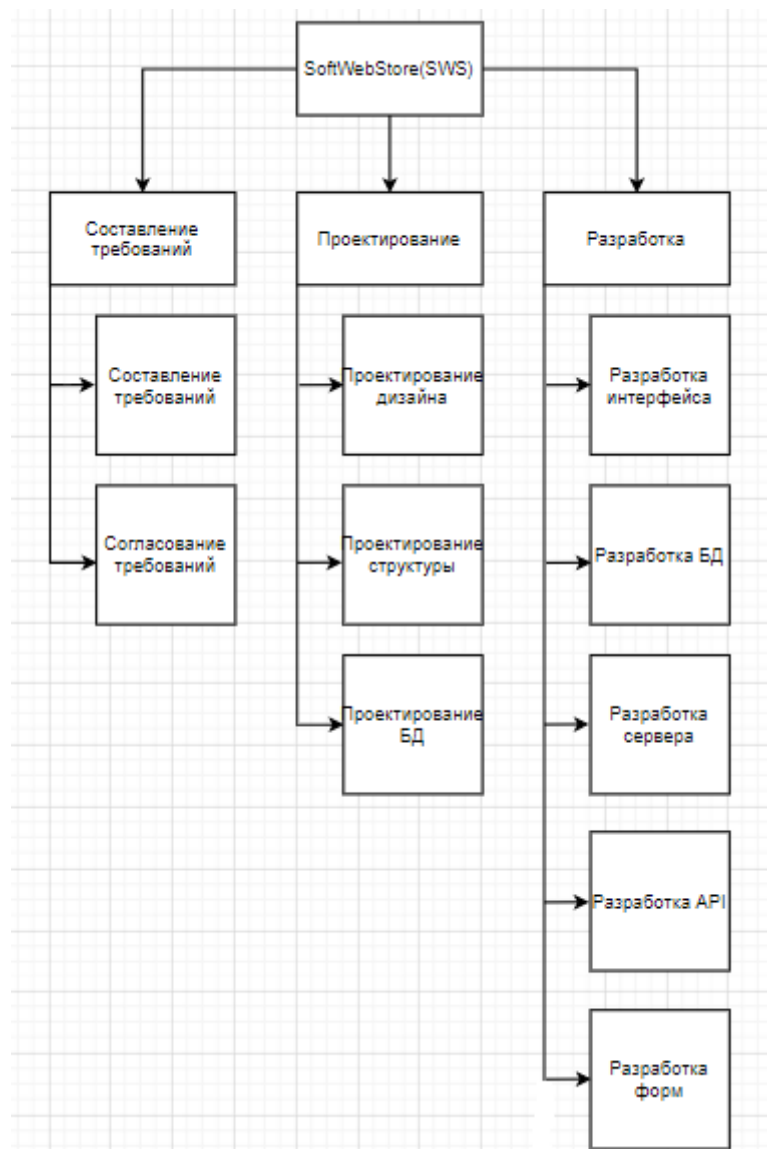 SoftWebStore(SWS)
Составление
требований
Проектирование
Разработка
Составление
требований
Согласование
требований
Проектирование
дизайна
Проектирование
структуры
Проектирование
БД
Разработка
интерфейса
Разработка БД
Разработка
сервера
Разработка API
Разработка
форм